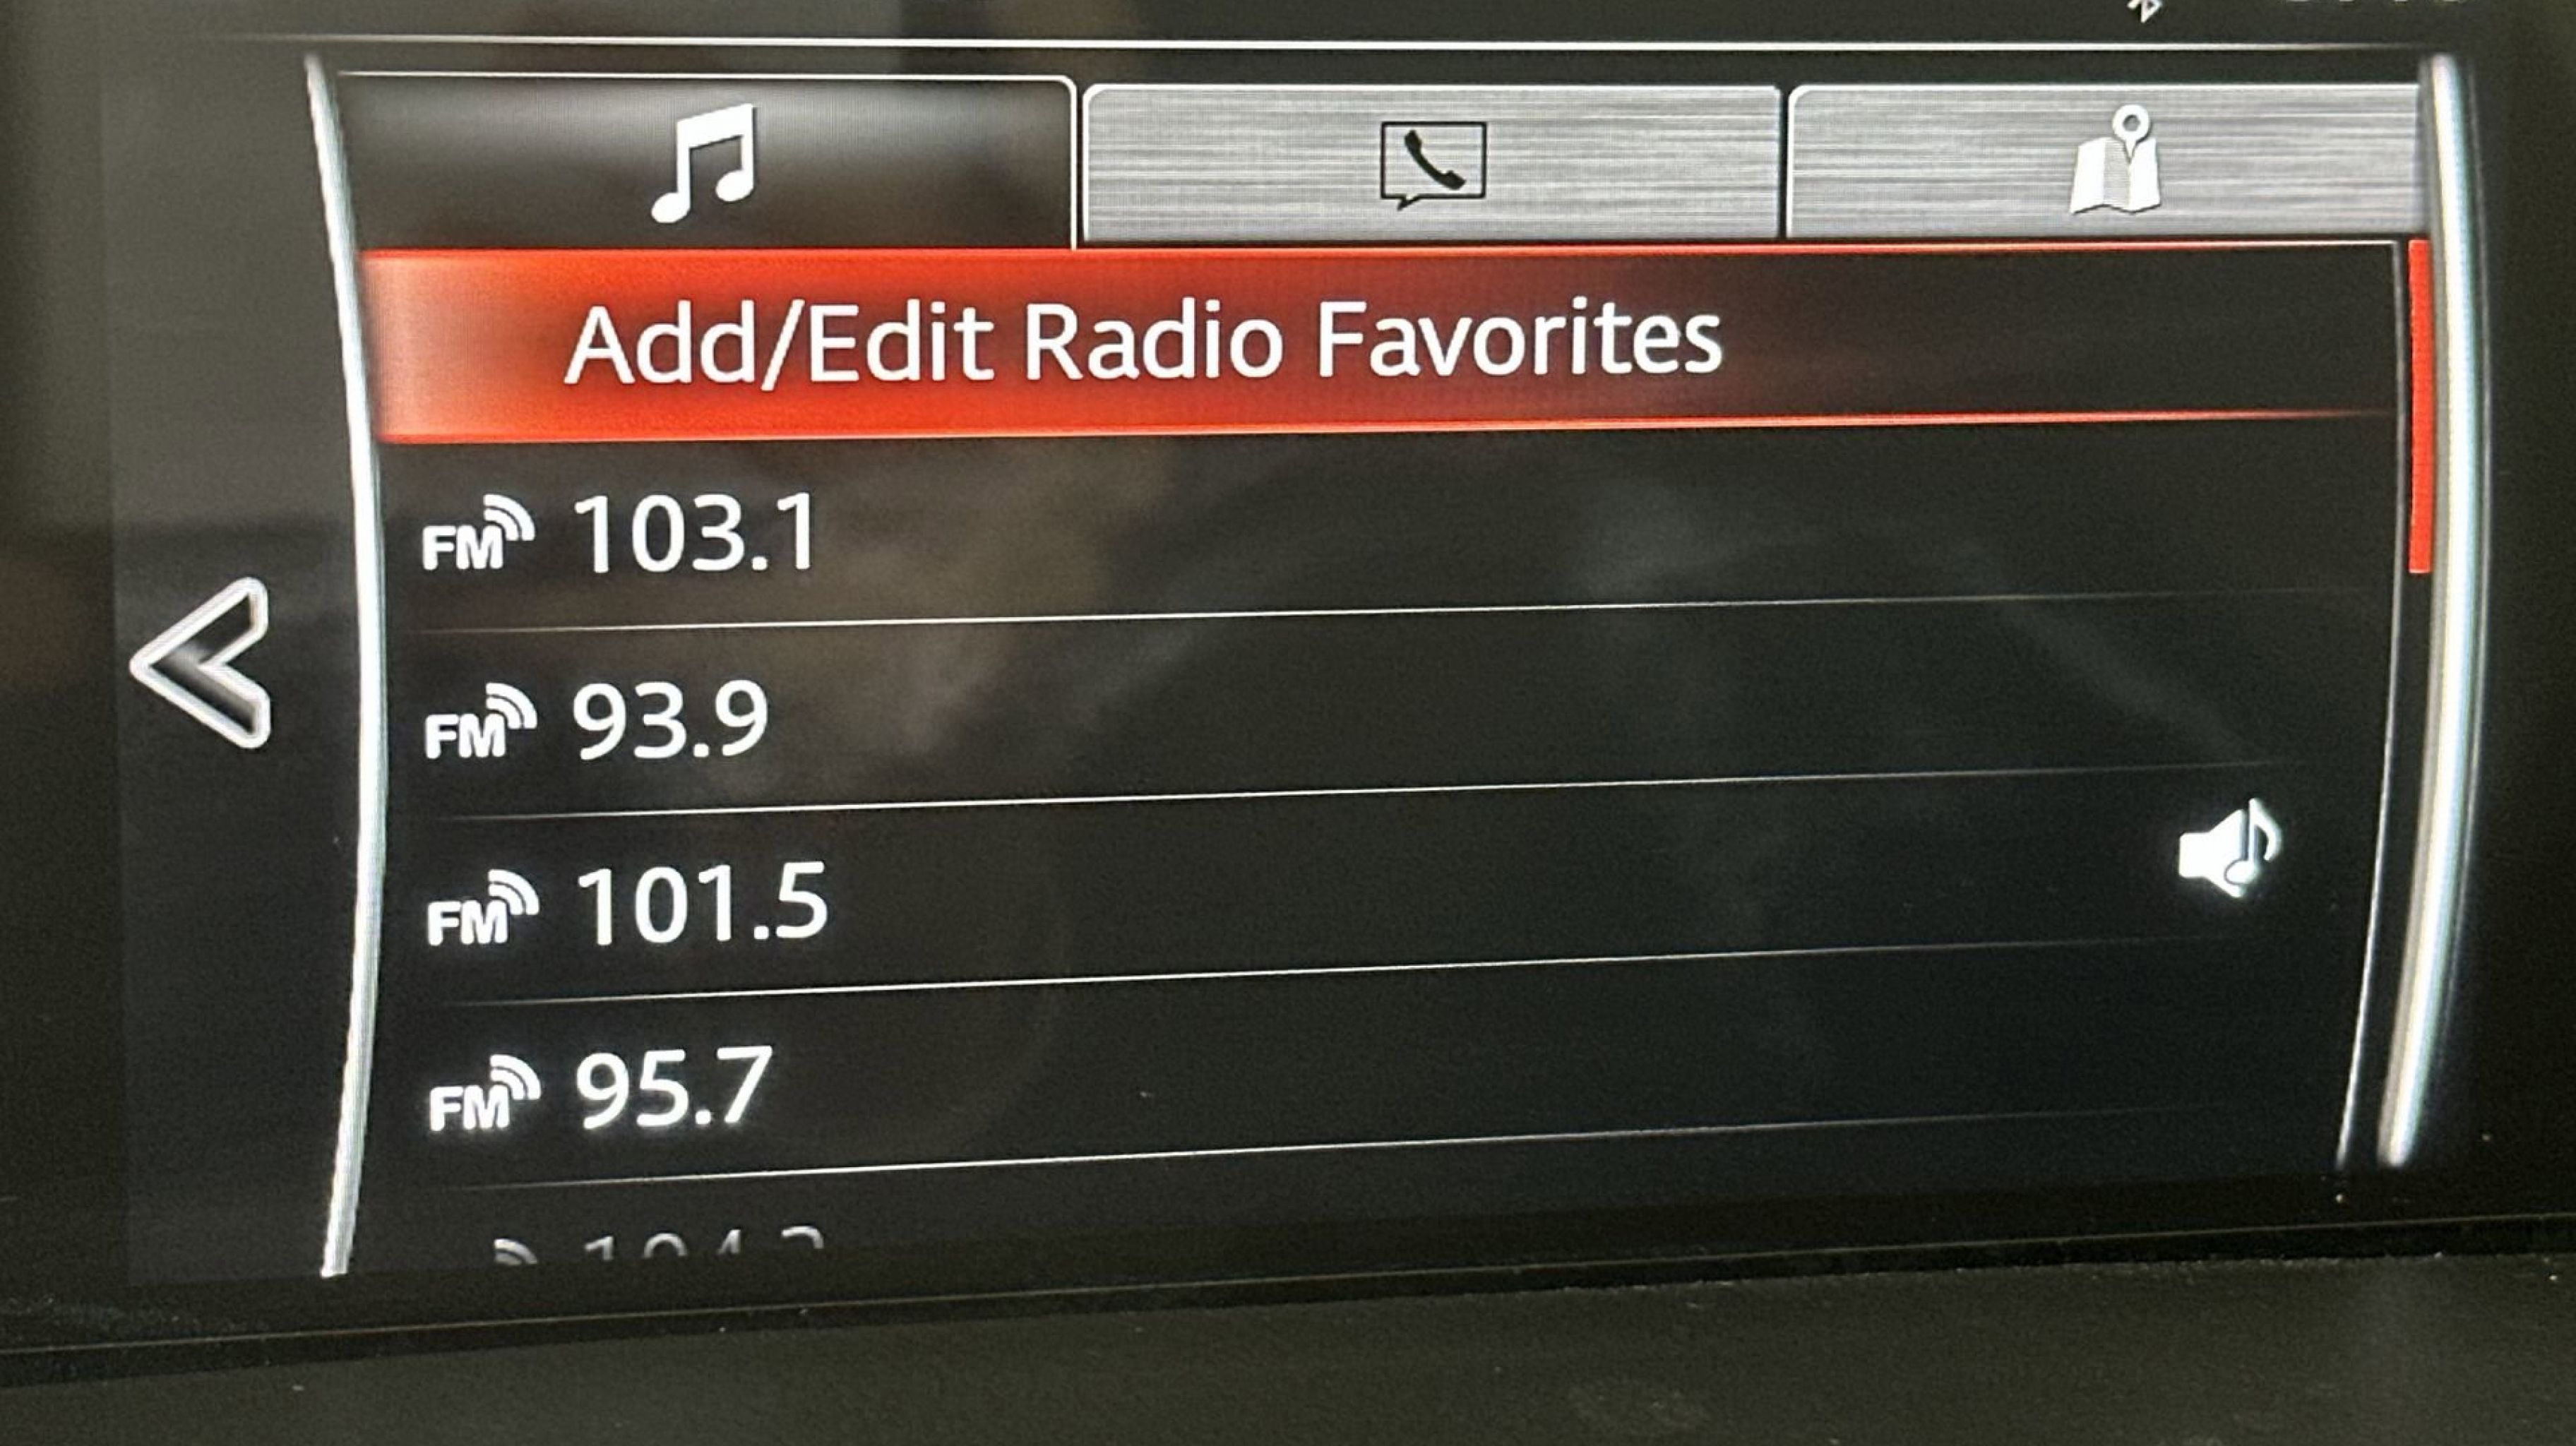 Add/Edit Radio Favorites
FM 103.1
FM 93.9
FM 101.5
FM 95.7